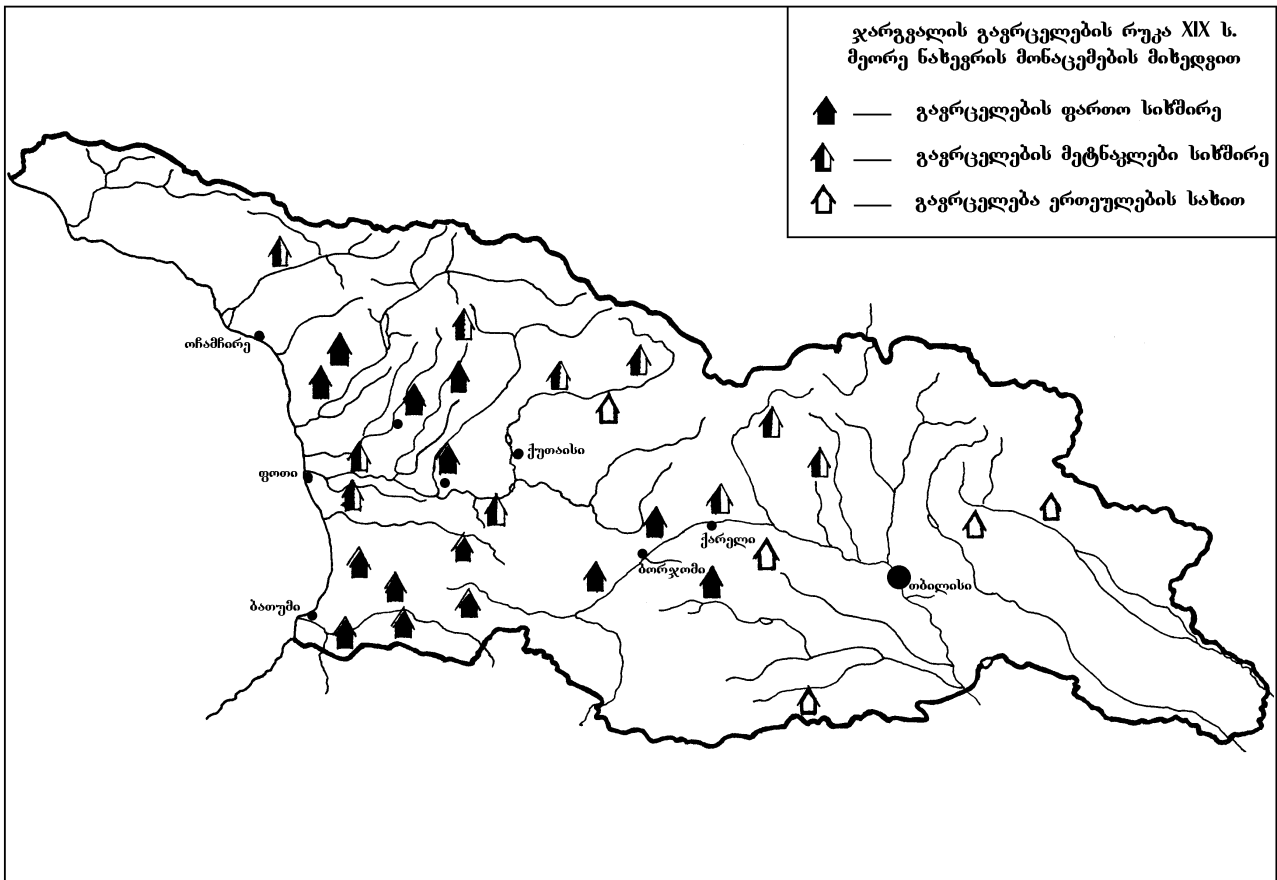 ჯარგვალის გავრცელების რუკა XIX ს.
მეორე ნახევრის მონაცემების მიხედვით
გავრცელების ფართო სიხშირე
გავრცელების მეტნაკლები სიხშირე
გავრცელება ერთეულების სახით
ოჩამჩირე
ქუთაისი
ფოთი
ქარელი
ბორჯომი
თბილისი
ბათუმი